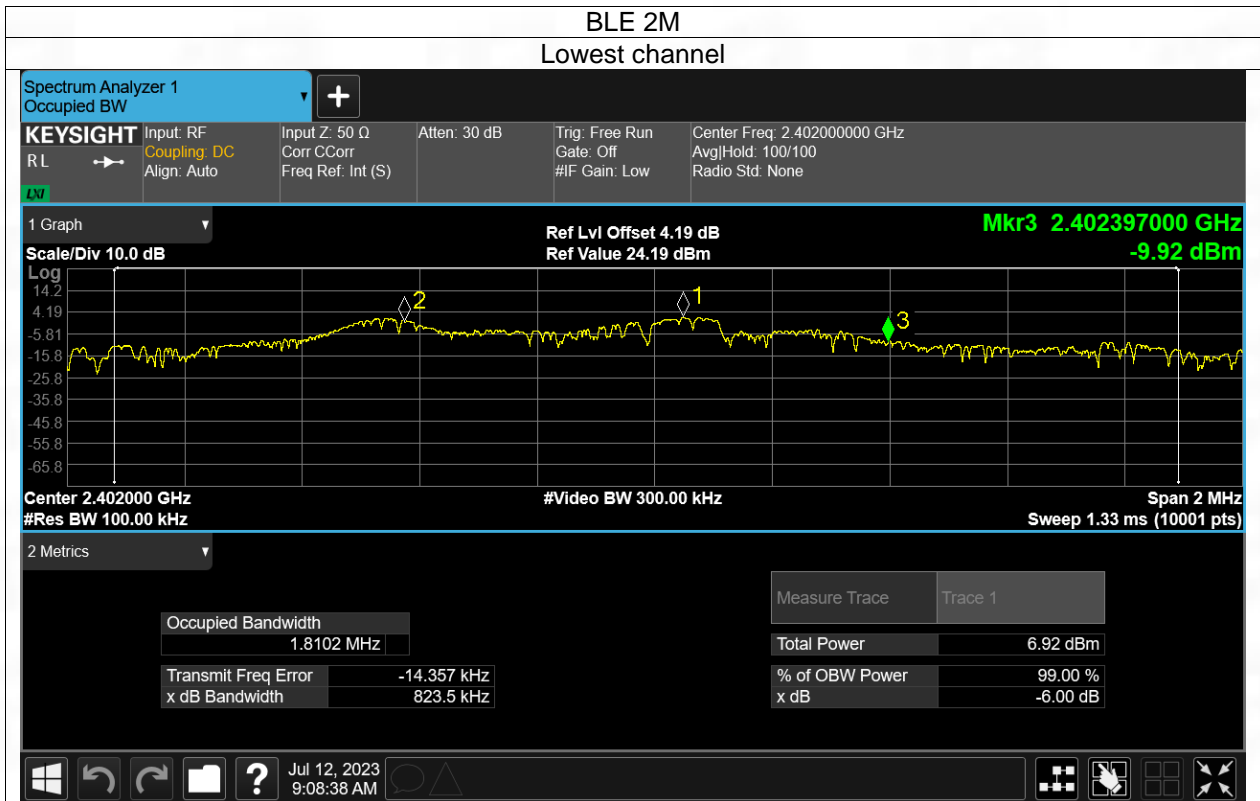 BLE 2M
Lowest channel
Spectrum Analyzer 1
Occupied BW
+
KEYSIGHT Input: RF Input Z: 50 Ω Atten: 30 dB Trig: Free Run Center Freq: 2.402000000 GHz
RL Coupling: DC Corr CCorr Gate: Off Avg|Hold: 100/100
Align: Auto Freq Ref: Int (S) #IF Gain: Low Radio Std: None
LXI
1 Graph Ref Lvl Offset 4.19 dB Mkr3 2.402397000 GHz
Scale/Div 10.0 dB Ref Value 24.19 dBm -9.92 dBm
Log
14.2
4.19
-5.81
-15.8
-25.8
-35.8
-45.8
-55.8
-65.8
2 1 3
Center 2.402000 GHz #Video BW 300.00 kHz Span 2 MHz
#Res BW 100.00 kHz Sweep 1.33 ms (10001 pts)
2 Metrics
Measure Trace Trace 1
Occupied Bandwidth
1.8102 MHz Total Power 6.92 dBm
Transmit Freq Error -14.357 kHz % of OBW Power 99.00 %
x dB Bandwidth 823.5 kHz x dB -6.00 dB
? Jul 12, 2023
9:08:38 AM